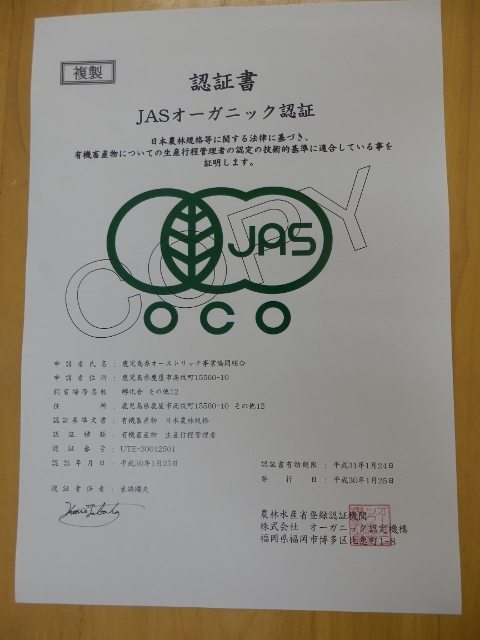 複製
認証書
JASオーガニック認証
日本農林規格等に関する法律に基づき、
有機畜産物についての生産行程管理者の認定の技術的基準に適合している事を
証明します。
COPY
JAS
OCO
申請者氏名 : 鹿児島県オーストリッチ事業協同組合
申請者住所 : 鹿児島県鹿屋市高牧町15560-10
飼育場等名称 : 孵化舎 その他12
住所 : 鹿児島県鹿屋市高牧町15560-10 その他12
認証基準文書 : 有機畜産物 日本農林規格
認証種類 : 有機畜産物 生産行程管理者
認証番号 : UTE-30012501
認証年月日 : 平成30年1月25日
認証書有効期限 : 平成31年1月24日
発行日 : 平成30年1月25日
認証責任者 :
農林水産省登録認証機関
株式会社 オーガニック認定機構
福岡県福岡市博多区比恵町1-8